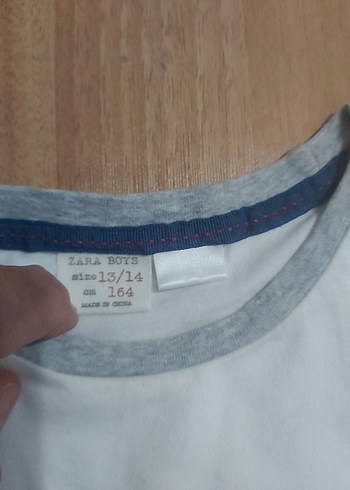 ZARA BOYS
size 13/14
cm 164
MADE IN CHINA